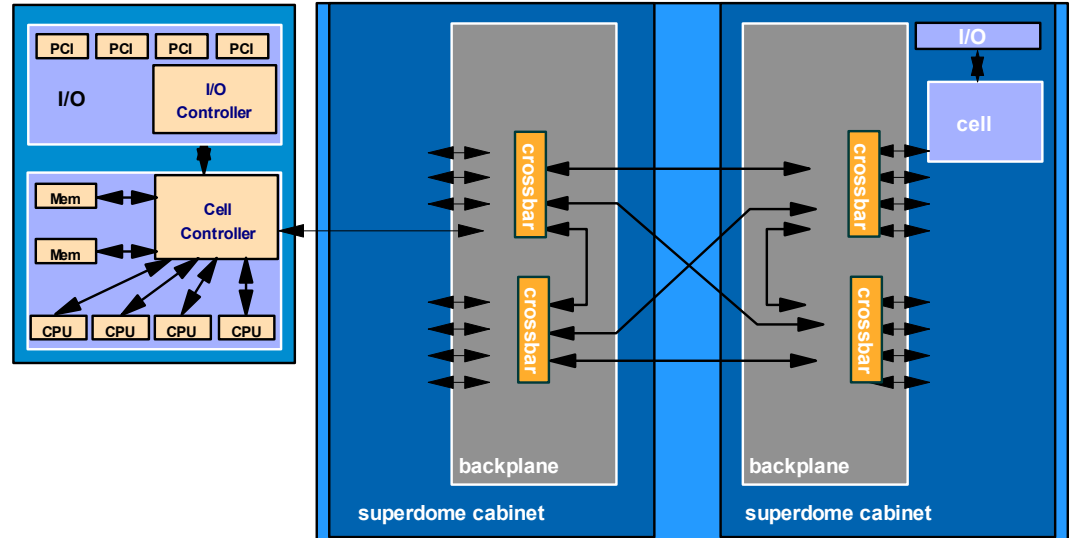 PCI PCI PCI PCI
I/O
I/O
Controller
Mem
Mem
Cell
Controller
CPU CPU CPU CPU
crossbar
crossbar
backplane
superdome cabinet
I/O
cell
crossbar
crossbar
backplane
superdome cabinet